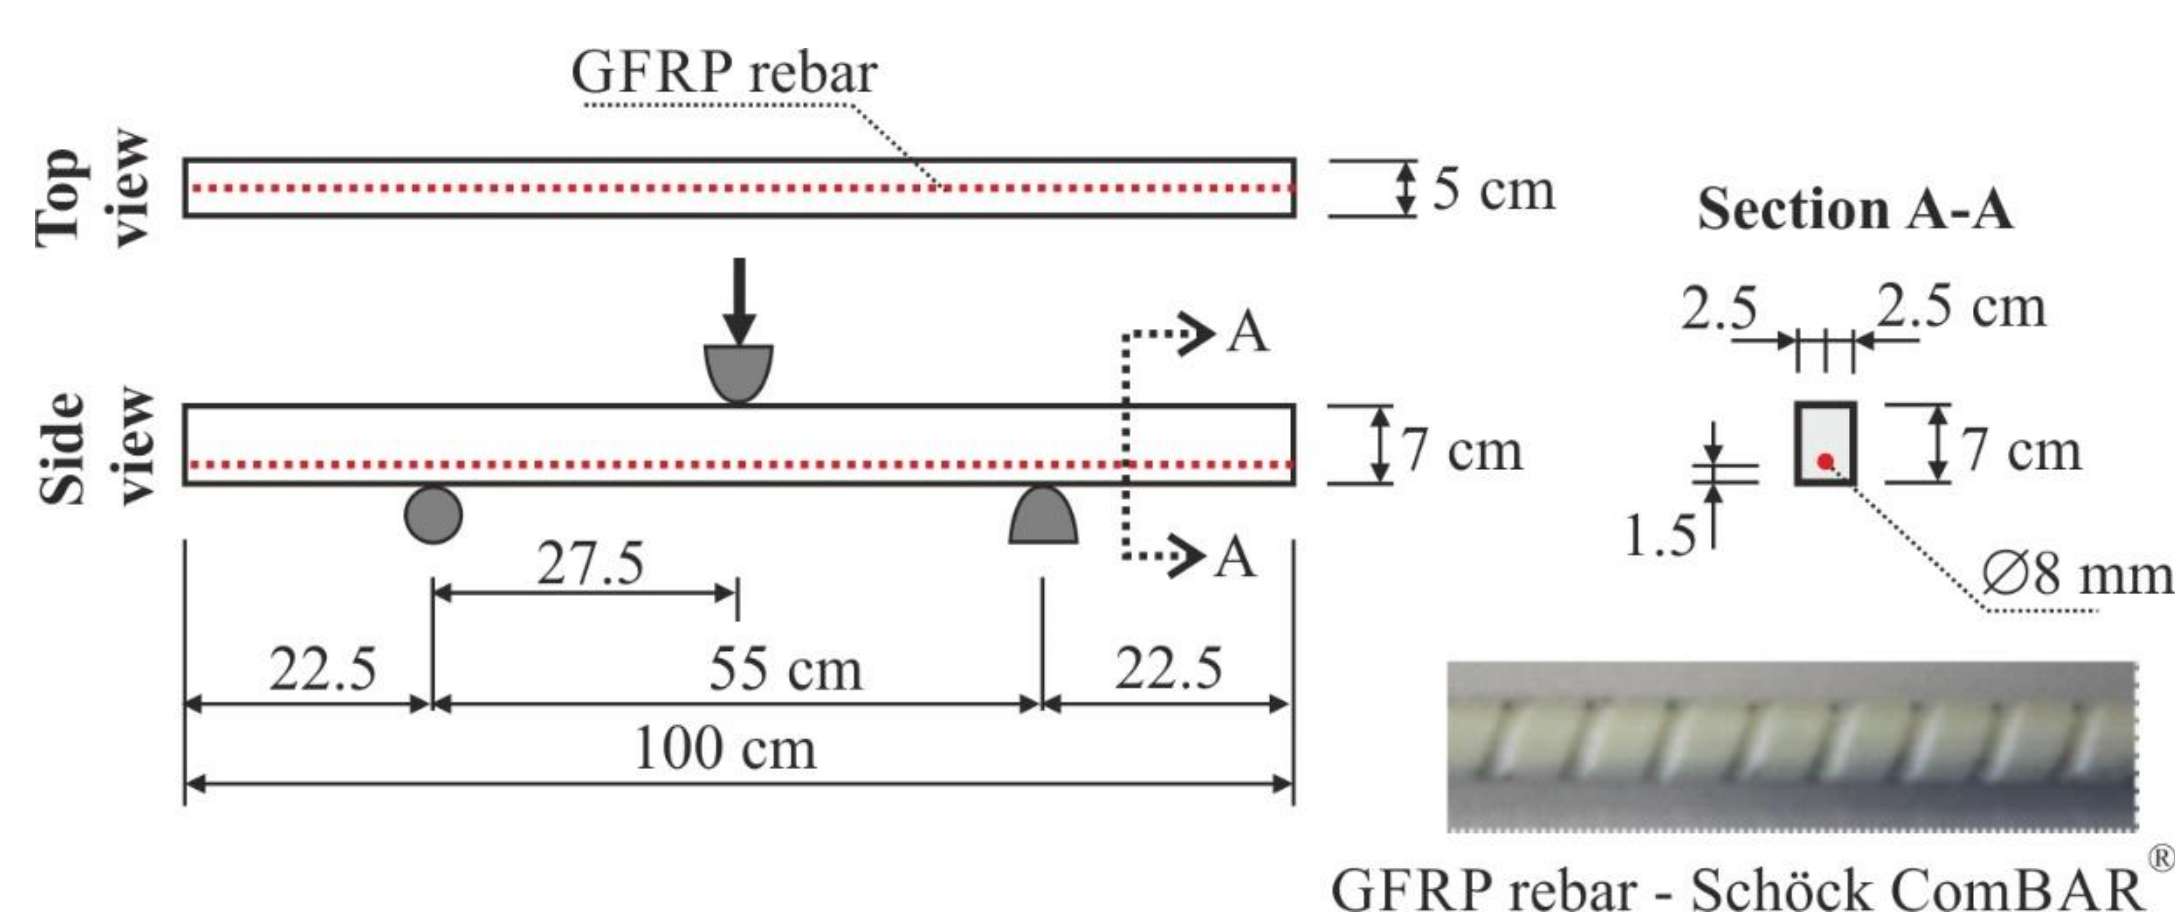 GFRP rebar
Top
view
5 cm
Section A-A
2.5
2.5 cm
A
Side
view
7 cm
7 cm
1.5
A
Ø8 mm
27.5
22.5
55 cm
22.5
100 cm
GFRP rebar - Schöck ComBAR®